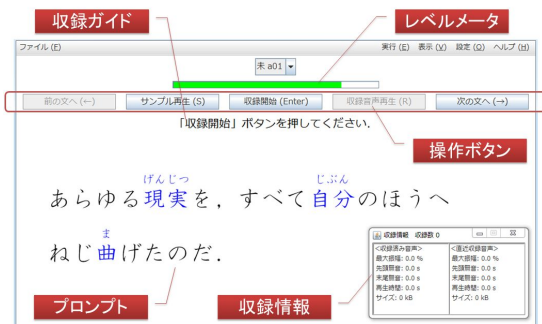 収録ガイド
レベルメータ
ファイル (F)
実行 (E) 表示 (V) 設定 (O) ヘルプ (H)
未 a01
前の文へ (←) サンプル再生 (S) 収録開始 (Enter) 収録音声再生 (R) 次の文へ (→)
「収録開始」ボタンを押してください.
操作ボタン
げんじつ じぶん
あらゆる現実を, すべて自分のほうへ
ま
ねじ曲げたのだ.
収録情報 収録数 0
<収録済み音声> <直近収録音声>
最大振幅: 0.0 % 最大振幅: 0.0 %
先頭無音: 0.0 s 先頭無音: 0.0 s
末尾無音: 0.0 s 末尾無音: 0.0 s
再生時間: 0.0 s 再生時間: 0.0 s
サイズ: 0 kB サイズ: 0 kB
プロンプト
収録情報